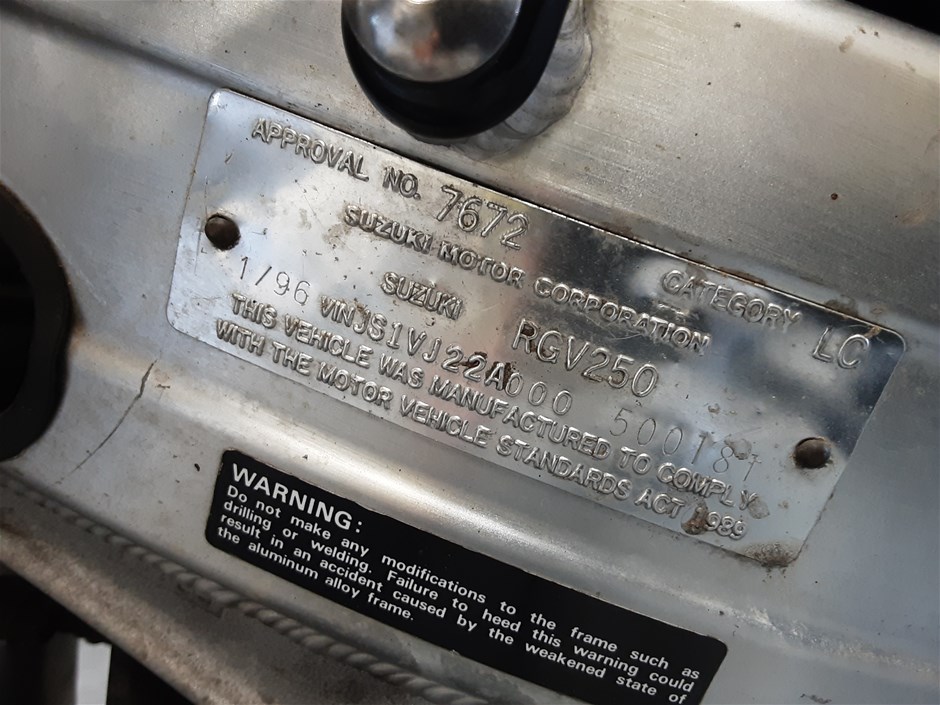 APPROVAL NO. 7672 CATEGORY LC
SUZUKI MOTOR CORPORATION
1/96 SUZUKI RGV250
VIN JS1VJ22A000 500181
THIS VEHICLE WAS MANUFACTURED TO COMPLY
WITH THE MOTOR VEHICLE STANDARDS ACT 1989
WARNING:
Do not make any modifications to the frame such as
drilling or welding. Failure to heed this warning could
result in an accident caused by the weakened state of
the aluminum alloy frame.